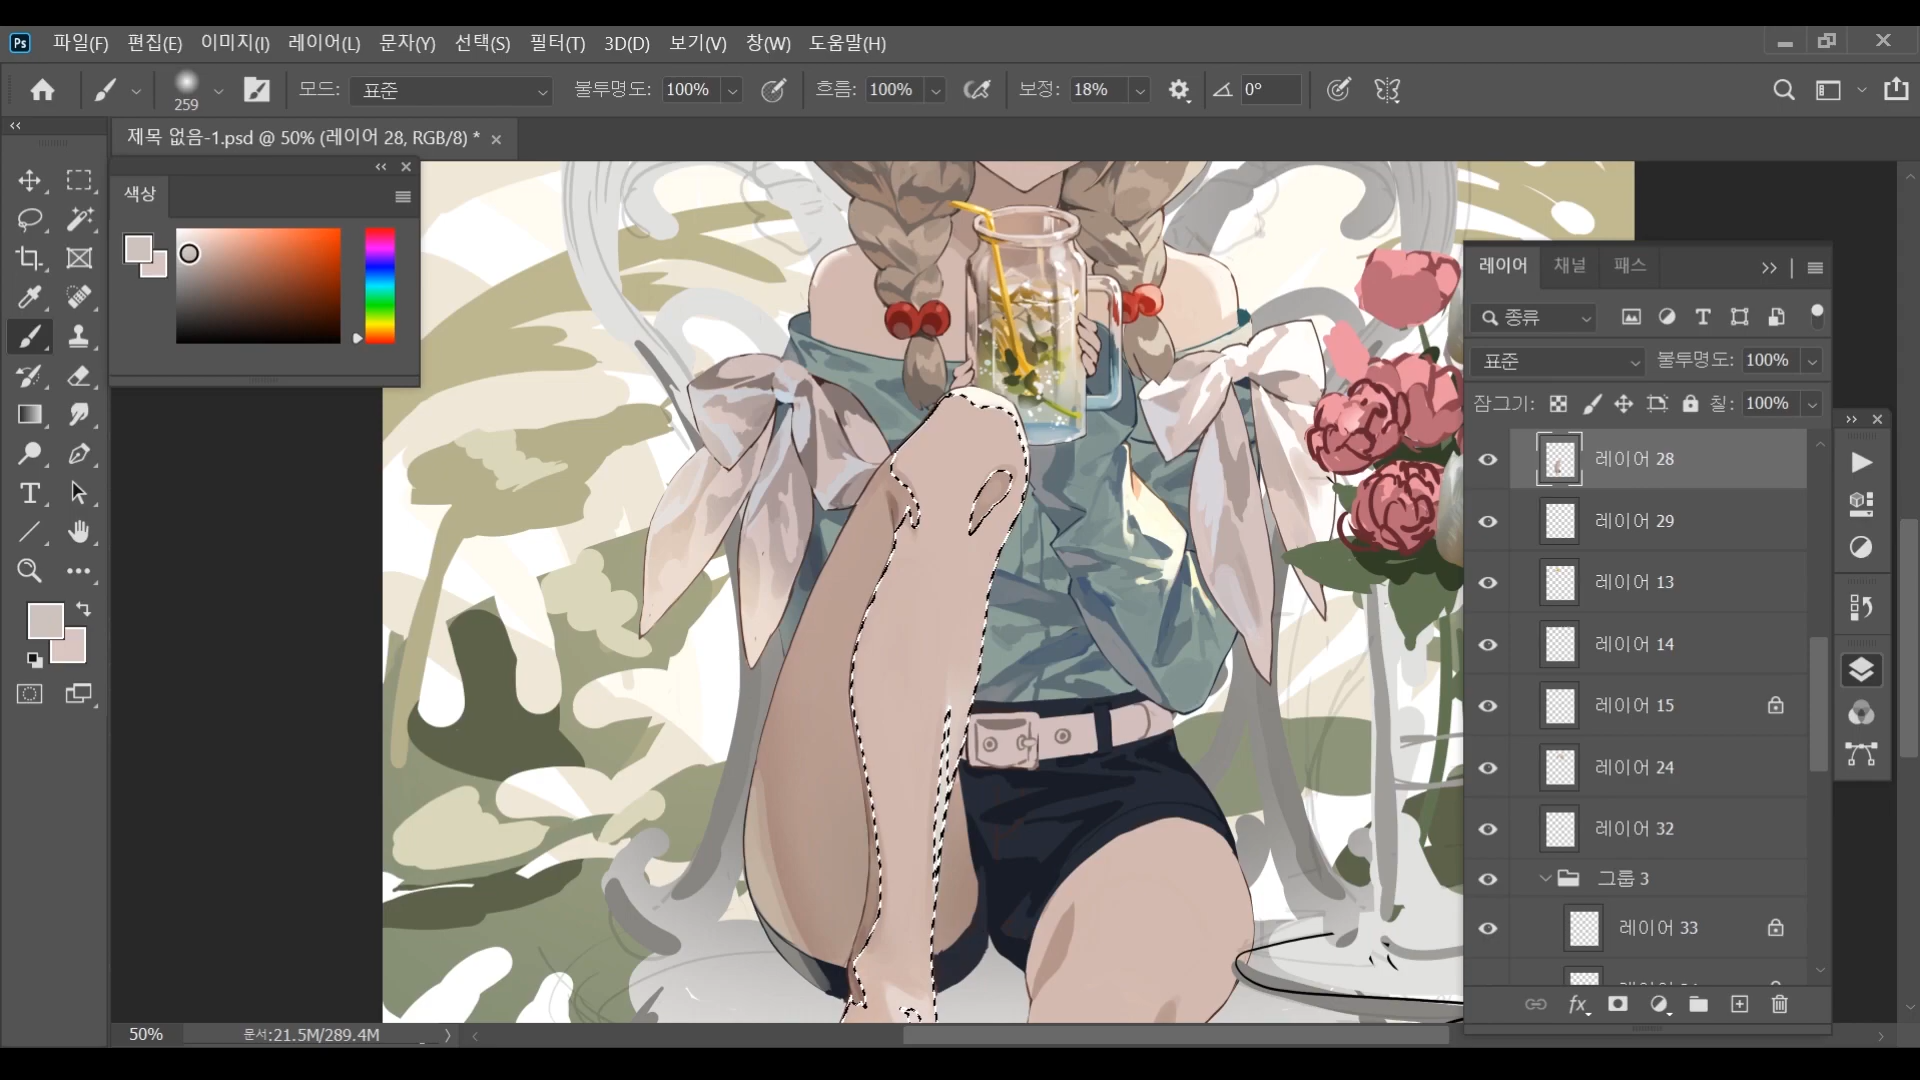 Ps 파일(F) 편집(E) 이미지(I) 레이어(L) 문자(Y) 선택(S) 필터(T) 3D(D) 보기(V) 창(W) 도움말(H)
259 모드: 표준 불투명도: 100% 흐름: 100% 보정: 18% 0°
제목 없음-1.psd @ 50% (레이어 28, RGB/8) *
색상
레이어 채널 패스
종류
표준 불투명도: 100%
잠그기: 칠: 100%
레이어 28
레이어 29
레이어 13
레이어 14
레이어 15
레이어 24
레이어 32
그룹 3
레이어 33
fx
50% 문서:21.5M/289.4M